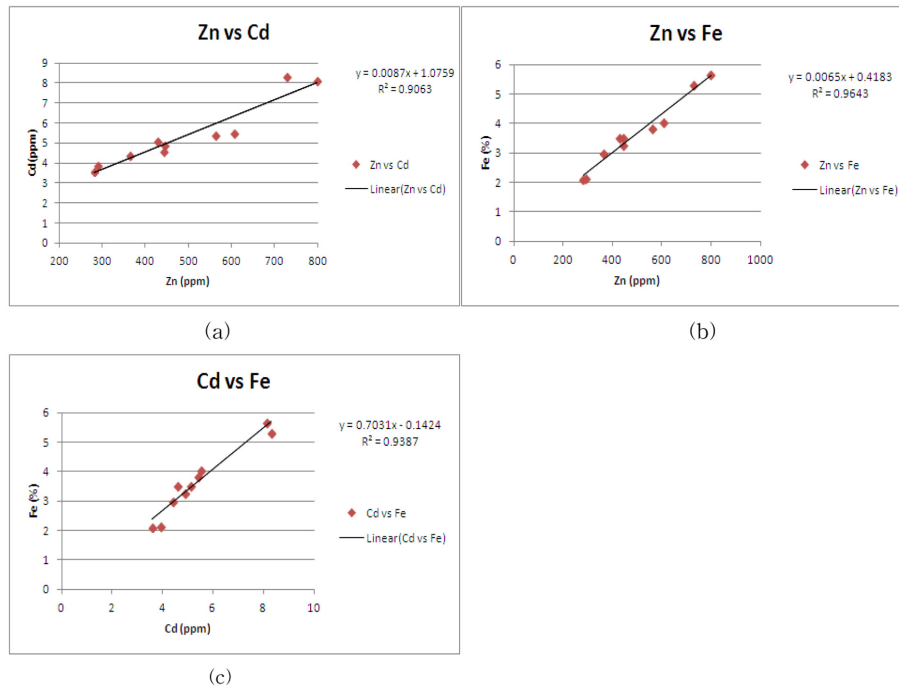 Zn vs Cd
9
8
7
6
5
4
3
2
1
0
Cd(ppm)
200 300 400 500 600 700 800
Zn (ppm)
y = 0.0087x + 1.0759
R² = 0.9063
Zn vs Cd
Linear(Zn vs Cd)
(a)
Zn vs Fe
6
5
4
3
2
1
0
Fe (%)
0 200 400 600 800 1000
Zn (ppm)
y = 0.0065x + 0.4183
R² = 0.9643
Zn vs Fe
Linear(Zn vs Fe)
(b)
Cd vs Fe
6
5
4
3
2
1
0
Fe (%)
0 2 4 6 8 10
Cd (ppm)
y = 0.7031x - 0.1424
R² = 0.9387
Cd vs Fe
Linear(Cd vs Fe)
(c)